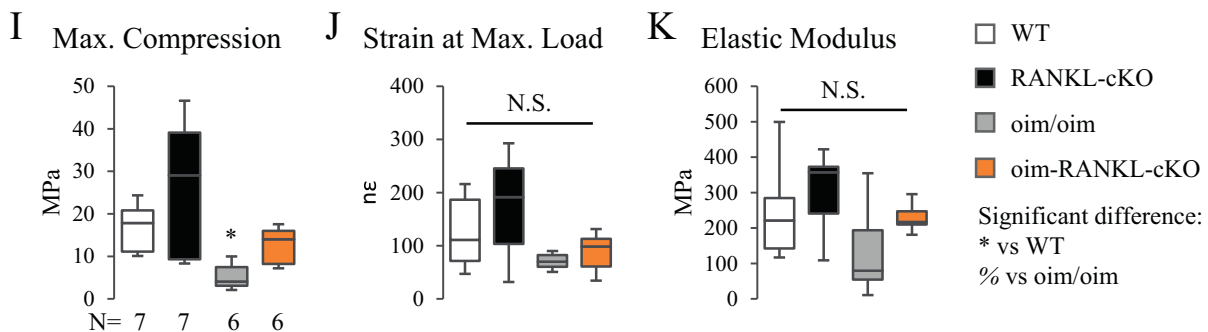 I Max. Compression
50
40
30
20
10
0
MPa
*
N= 7 7 6 6
J Strain at Max. Load
400
300
200
100
0
nε
N.S.
K Elastic Modulus
600
500
400
300
200
100
0
MPa
N.S.
WT
RANKL-cKO
oim/oim
oim-RANKL-cKO
Significant difference:
* vs WT
% vs oim/oim